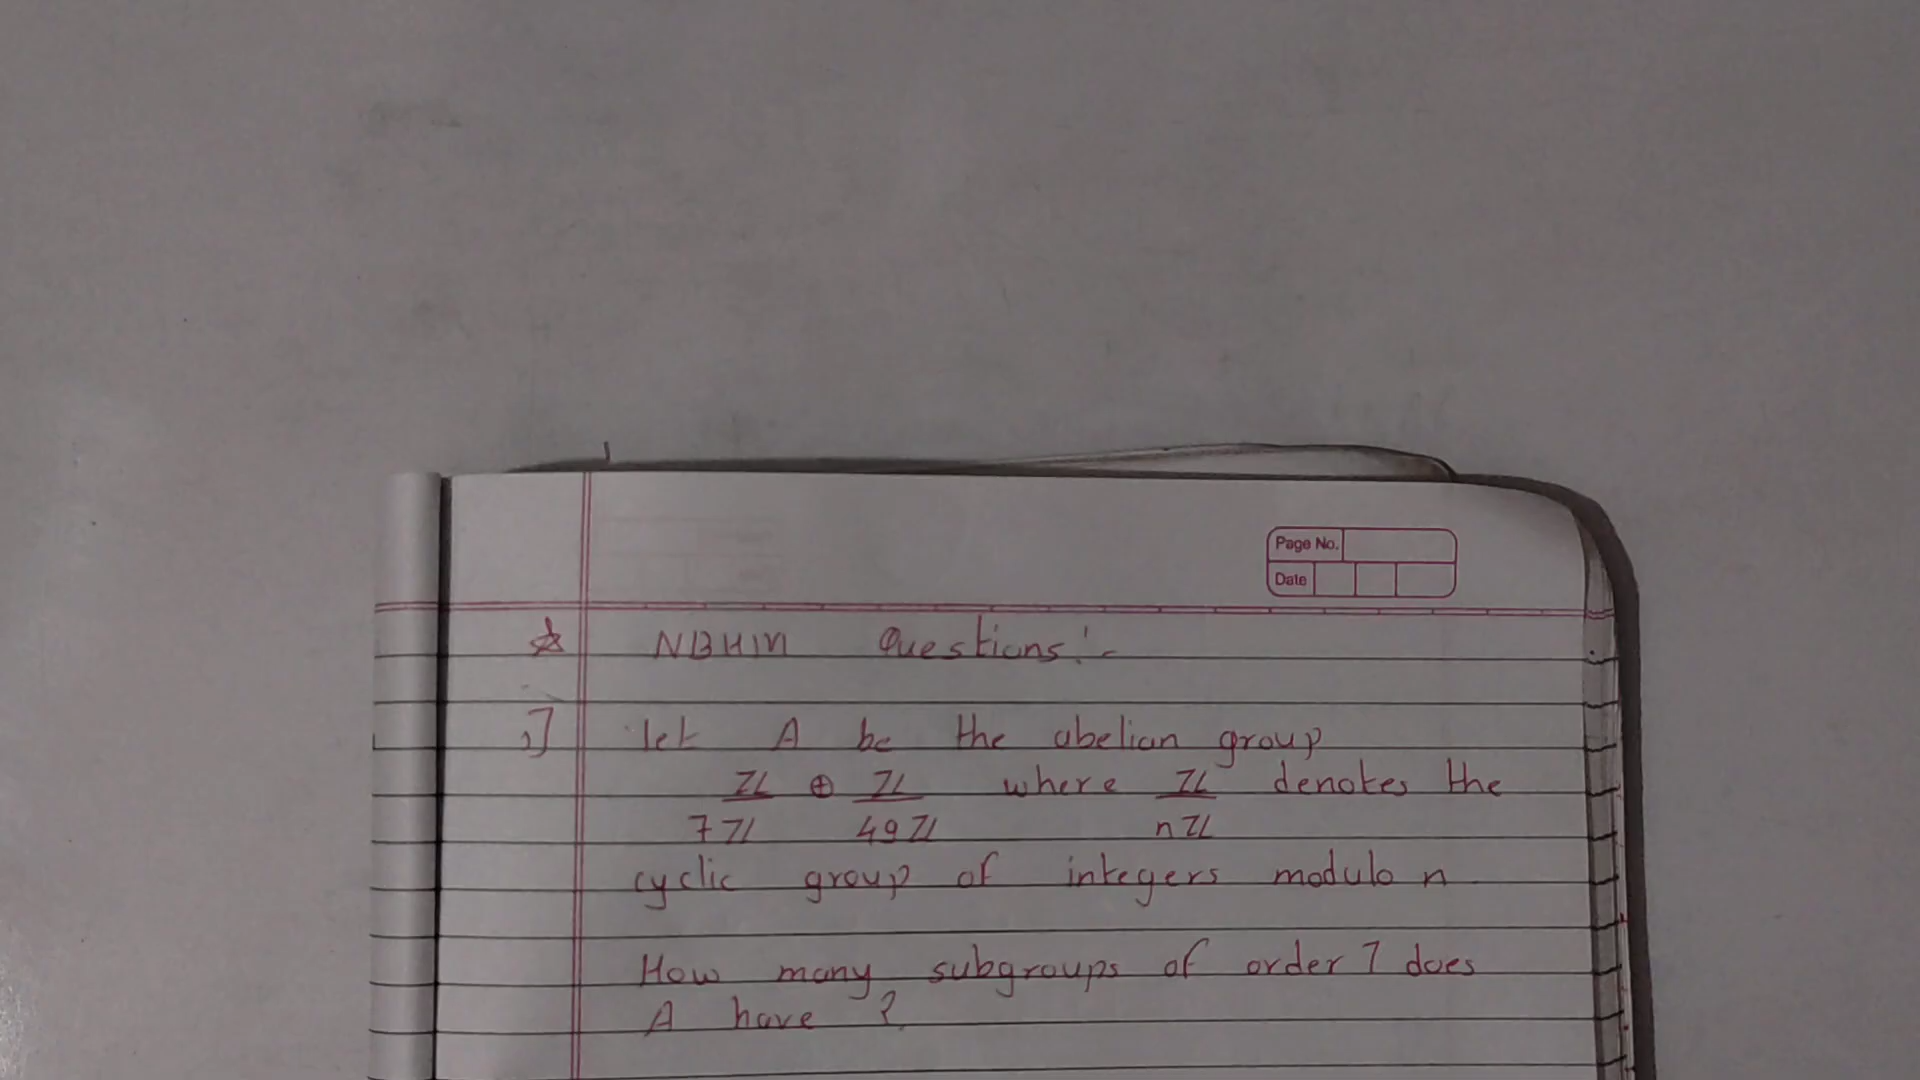 Page No.
Date
☆ NBHM Questions:-
1] let A be the abelian group
ℤ ⊕ ℤ where ℤ denotes the
7ℤ 49ℤ nℤ
cyclic group of integers modulo n
How many subgroups of order 7 does
A have ?